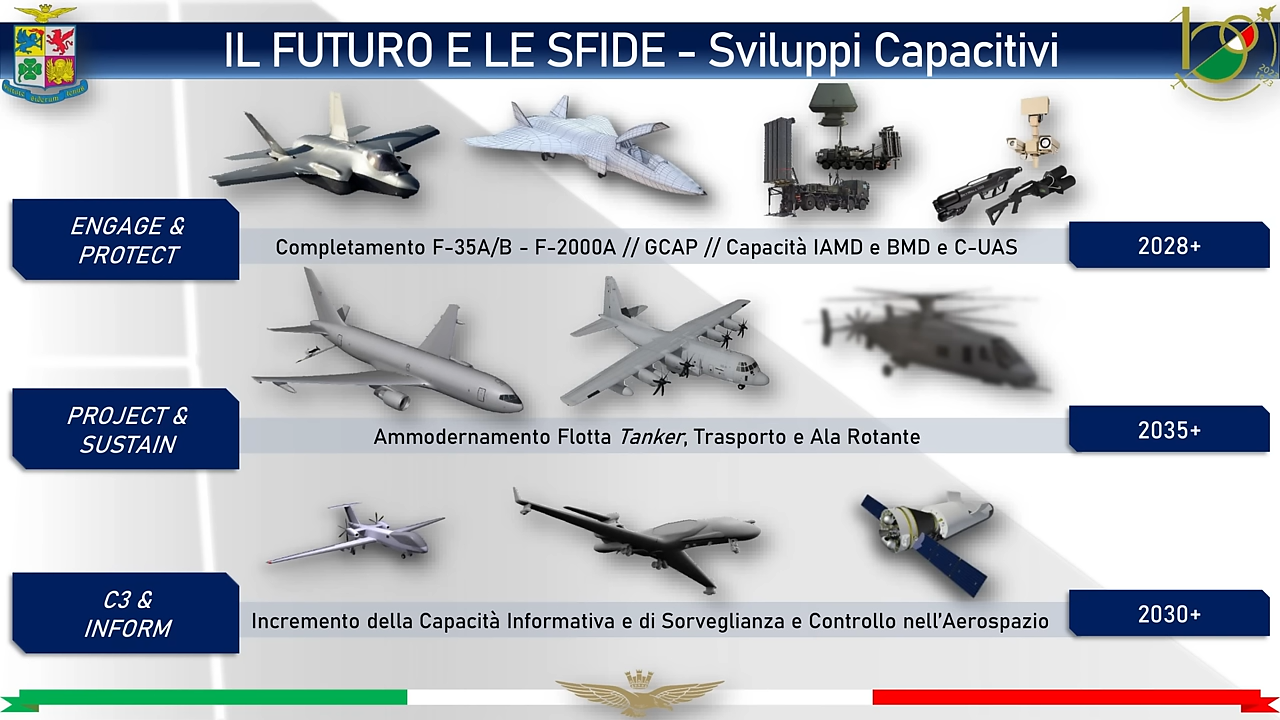 IL FUTURO E LE SFIDE - Sviluppi Capacitivi
ENGAGE &
PROTECT
Completamento F-35A/B - F-2000A // GCAP // Capacità IAMD e BMD e C-UAS
2028+
PROJECT &
SUSTAIN
Ammodernamento Flotta Tanker, Trasporto e Ala Rotante
2035+
C3 &
INFORM
Incremento della Capacità Informativa e di Sorveglianza e Controllo nell'Aerospazio
2030+